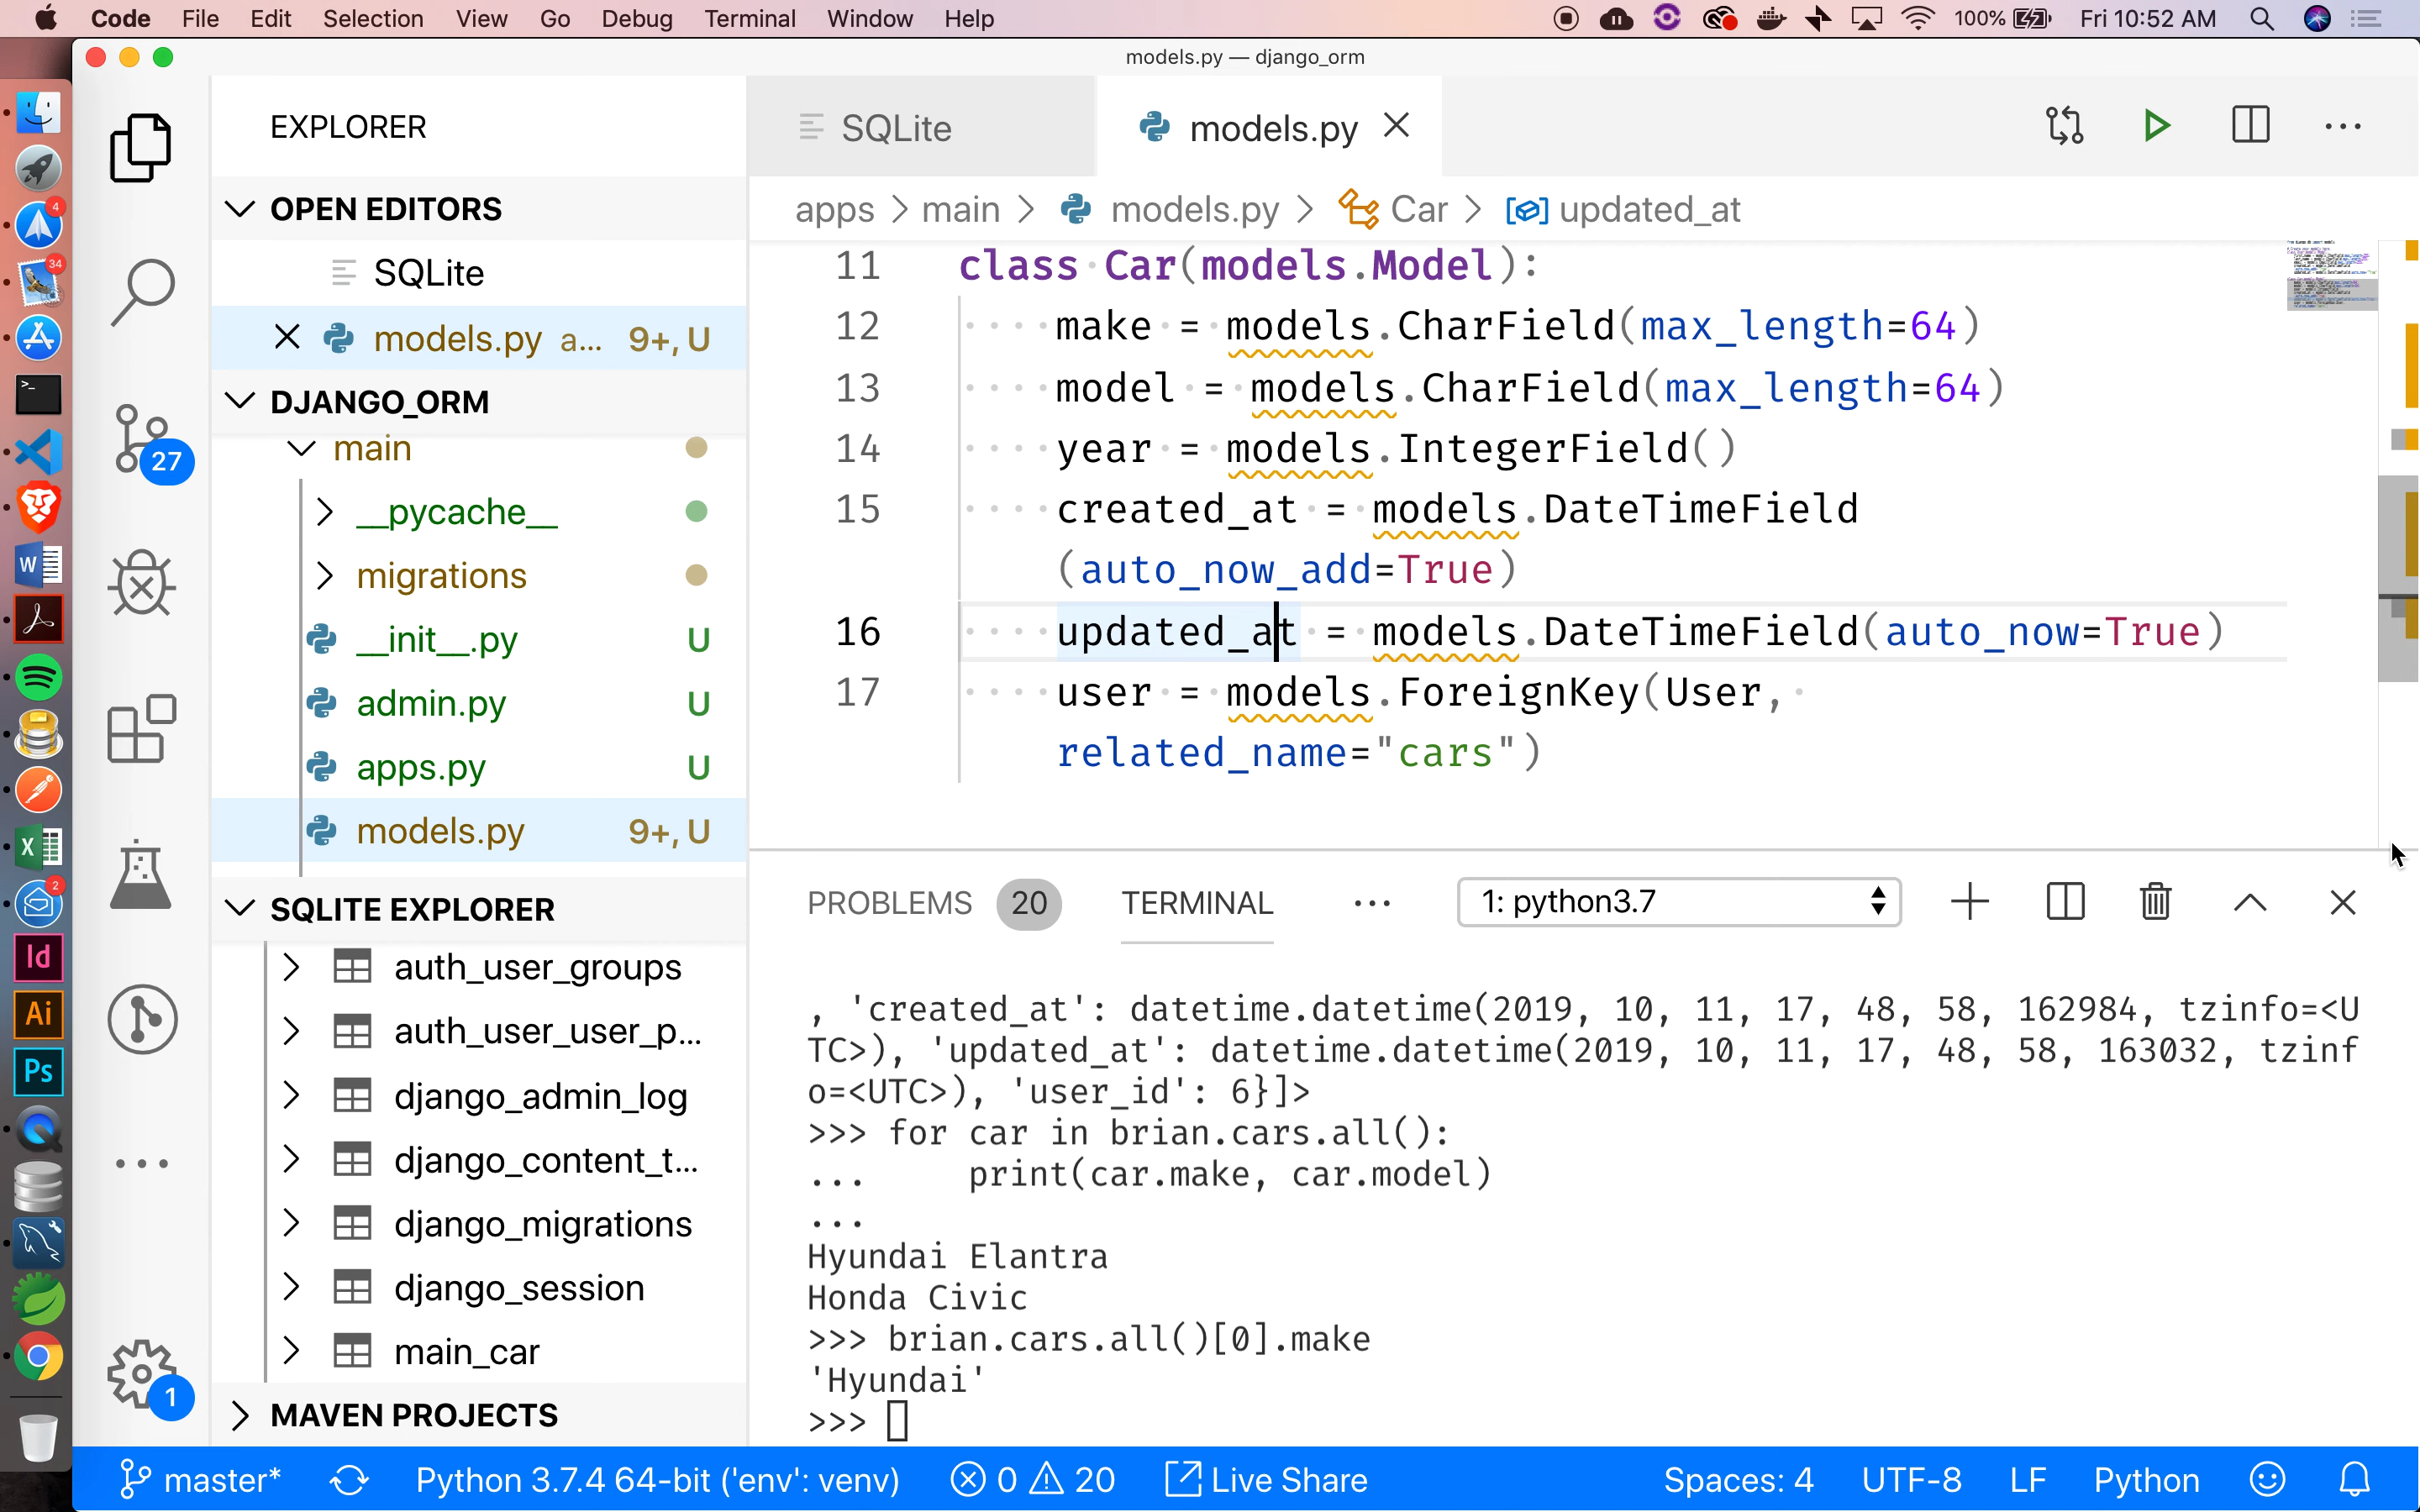 Code File Edit Selection View Go Debug Terminal Window Help 100% Fri 10:52 AM
models.py — django_orm
4
34
W
X
2
Id
Ai
Ps
27
1
EXPLORER
OPEN EDITORS
SQLite
models.py a... 9+, U
DJANGO_ORM
main
__pycache__
migrations
__init__.py U
admin.py U
apps.py U
models.py 9+, U
SQLITE EXPLORER
auth_user_groups
auth_user_user_p...
django_admin_log
django_content_t...
django_migrations
django_session
main_car
MAVEN PROJECTS
SQLite models.py
apps > main > models.py > Car > updated_at
11 class Car(models.Model):
12 make = models.CharField(max_length=64)
13 model = models.CharField(max_length=64)
14 year = models.IntegerField()
15 created_at = models.DateTimeField
(auto_now_add=True)
16 updated_at = models.DateTimeField(auto_now=True)
17 user = models.ForeignKey(User,
related_name="cars")
PROBLEMS 20 TERMINAL ... 1: python3.7
, 'created_at': datetime.datetime(2019, 10, 11, 17, 48, 58, 162984, tzinfo=<U
TC>), 'updated_at': datetime.datetime(2019, 10, 11, 17, 48, 58, 163032, tzinf
o=<UTC>), 'user_id': 6}]>
>>> for car in brian.cars.all():
...     print(car.make, car.model)
...
Hyundai Elantra
Honda Civic
>>> brian.cars.all()[0].make
'Hyundai'
>>>
master* Python 3.7.4 64-bit ('env': venv) 0 20 Live Share Spaces: 4 UTF-8 LF Python